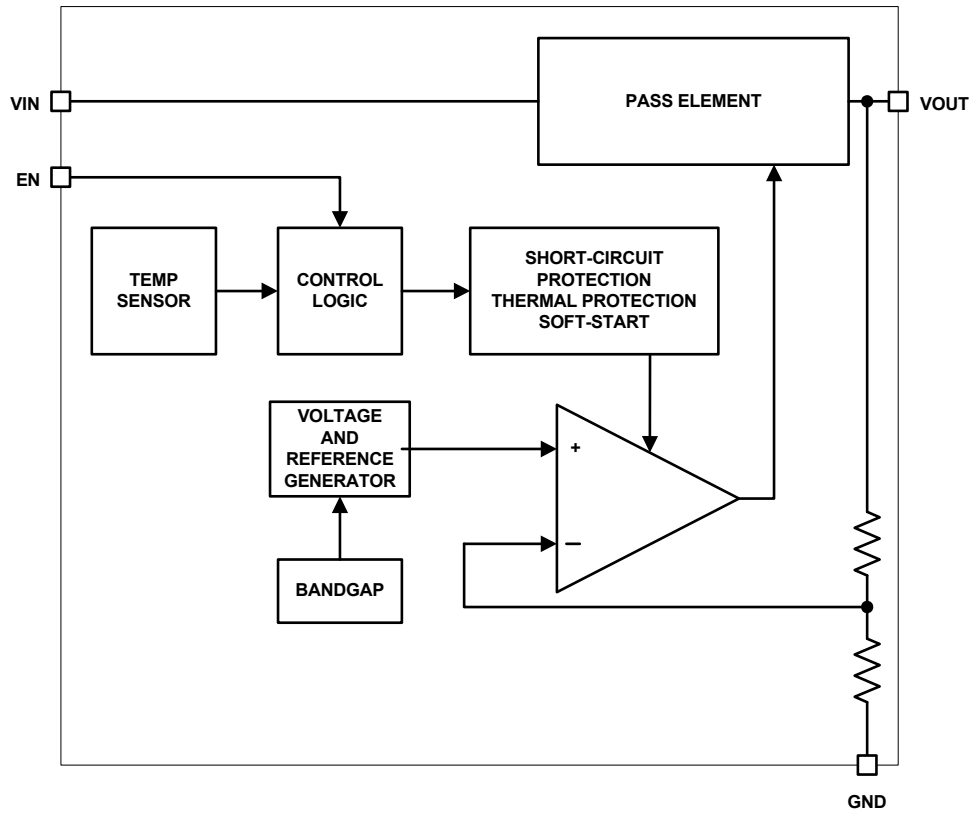 PASS ELEMENT
VIN
VOUT
EN
TEMP
SENSOR
CONTROL
LOGIC
SHORT-CIRCUIT
PROTECTION
THERMAL PROTECTION
SOFT-START
VOLTAGE
AND
REFERENCE
GENERATOR
+
−
BANDGAP
GND